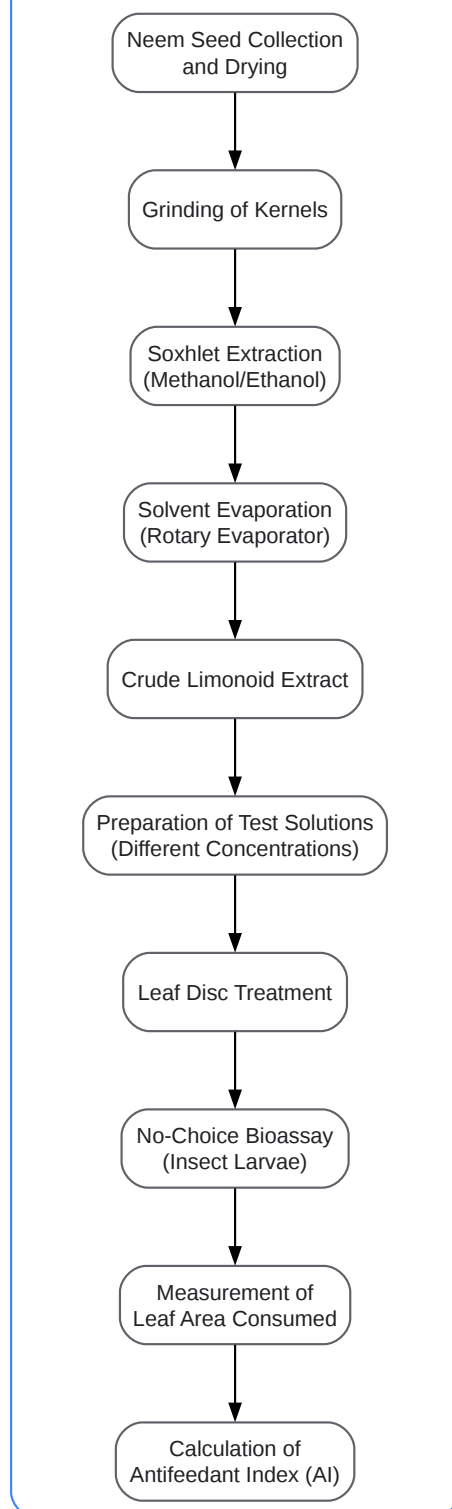 Neem Seed Collection
and Drying
Grinding of Kernels
Soxhlet Extraction
(Methanol/Ethanol)
Solvent Evaporation
(Rotary Evaporator)
Crude Limonoid Extract
Preparation of Test Solutions
(Different Concentrations)
Leaf Disc Treatment
No-Choice Bioassay
(Insect Larvae)
Measurement of
Leaf Area Consumed
Calculation of
Antifeedant Index (AI)